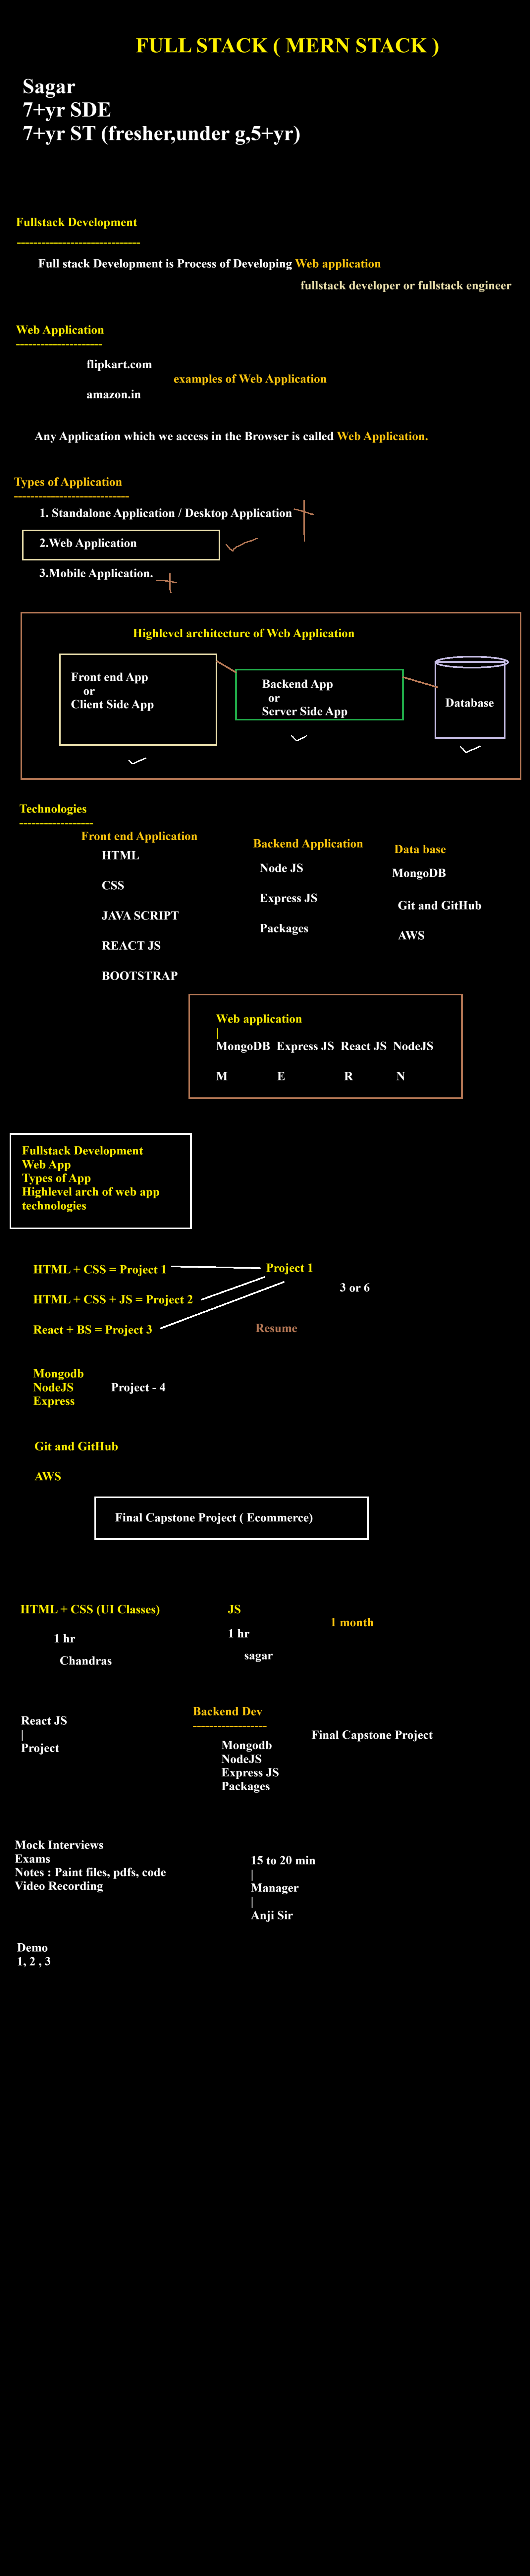 FULL STACK ( MERN STACK )
Sagar
7+yr SDE
7+yr ST (fresher,under g,5+yr)
Fullstack Development
------------------------------
Full stack Development is Process of Developing Web application
fullstack developer or fullstack engineer
Web Application
---------------------
flipkart.com
examples of Web Application
amazon.in
Any Application which we access in the Browser is called Web Application.
Types of Application
----------------------------
1. Standalone Application / Desktop Application
2.Web Application
3.Mobile Application.
Highlevel architecture of Web Application
Front end App
or
Client Side App
Backend App
or
Server Side App
Database
Technologies
------------------
Front end Application
HTML
CSS
JAVA SCRIPT
REACT JS
BOOTSTRAP
Backend Application
Node JS
Express JS
Packages
Data base
MongoDB
Git and GitHub
AWS
Web application
|
MongoDB Express JS React JS NodeJS
M E R N
Fullstack Development
Web App
Types of App
Highlevel arch of web app
technologies
HTML + CSS = Project 1
HTML + CSS + JS = Project 2
React + BS = Project 3
Project 1
3 or 6
Resume
Mongodb
NodeJS
Express
Project - 4
Git and GitHub
AWS
Final Capstone Project ( Ecommerce)
HTML + CSS (UI Classes)
1 hr
Chandras
JS
1 hr
sagar
1 month
React JS
|
Project
Backend Dev
------------------
Mongodb
NodeJS
Express JS
Packages
Final Capstone Project
Mock Interviews
Exams
Notes : Paint files, pdfs, code
Video Recording
15 to 20 min
|
Manager
|
Anji Sir
Demo
1, 2 , 3